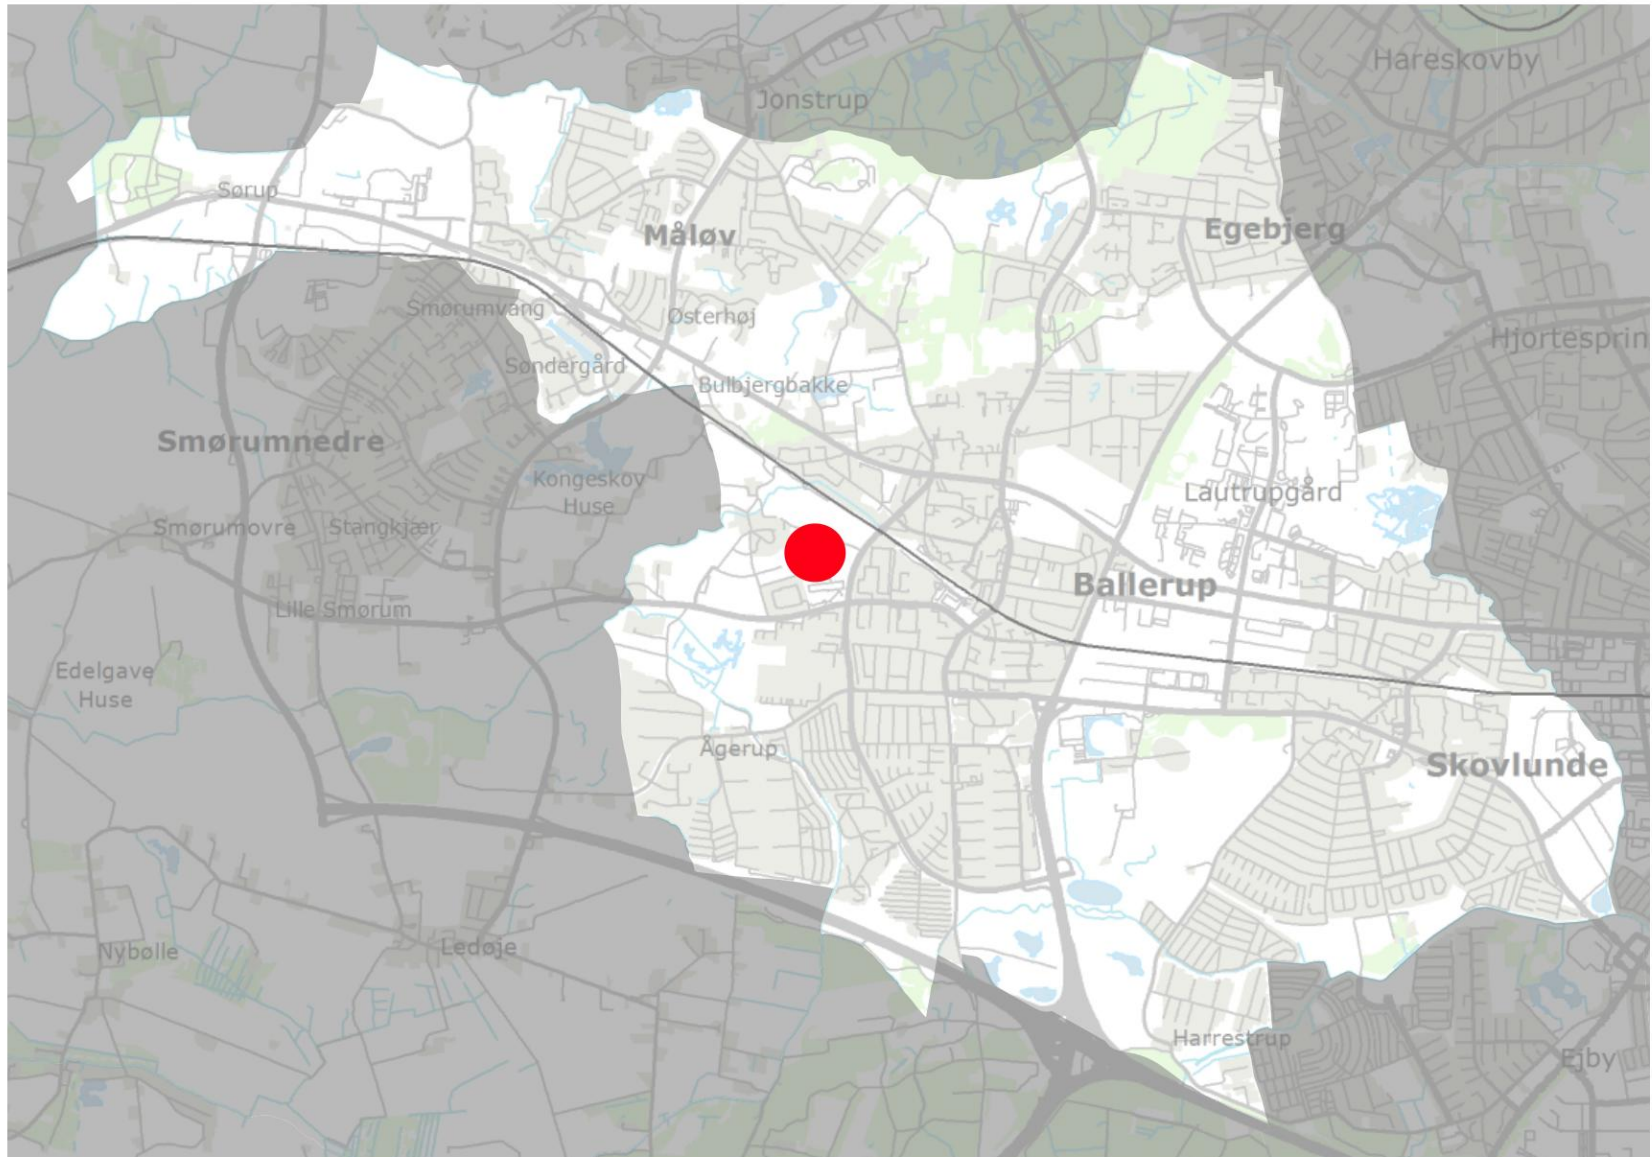 Hareskovby
Jonstrup
Sørup
Måløv
Egebjerg
Smørumvang
Østerhøj
Hjortesprin
Søndergård
Bulbjergbakke
Smørumnedre
Kongeskov
Huse
Lautrupgård
Smørumovre
Stangkjær
Ballerup
Lille Smørum
Edelgave
Huse
Ågerup
Skovlunde
Nybølle
Ledøje
Harrestrup
Ejby